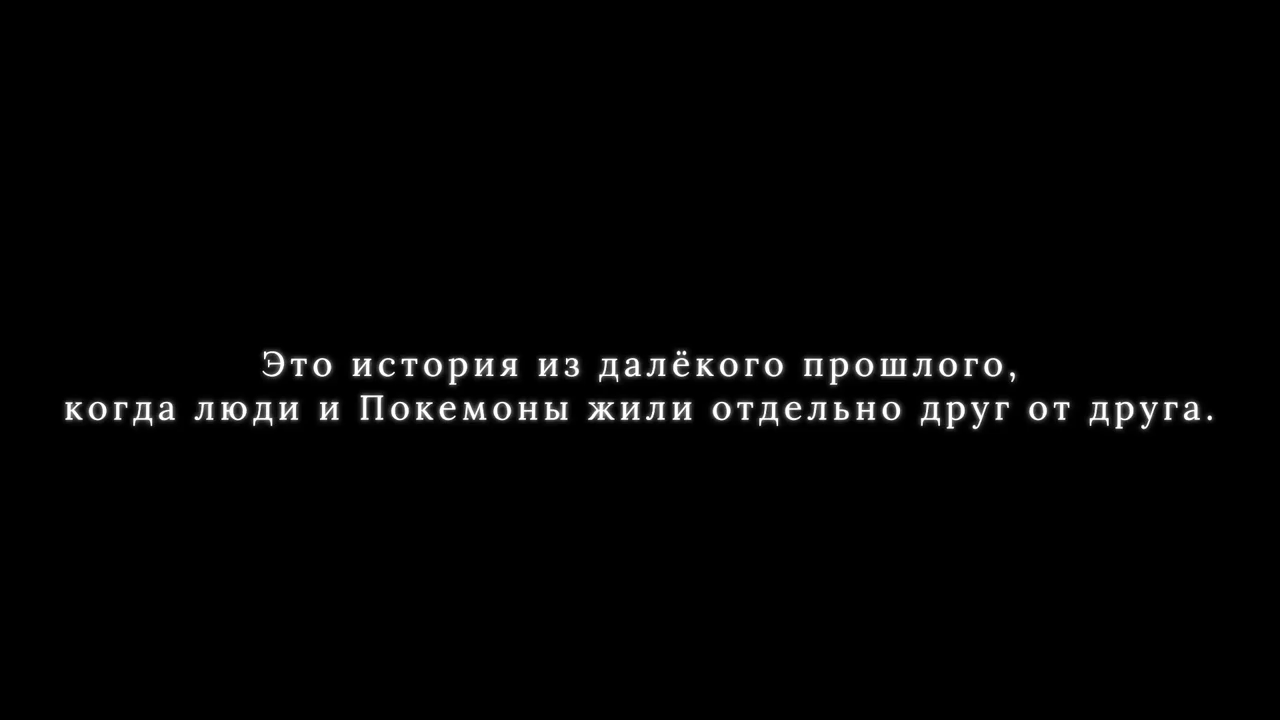 Это история из далёкого прошлого,
когда люди и Покемоны жили отдельно друг от друга.